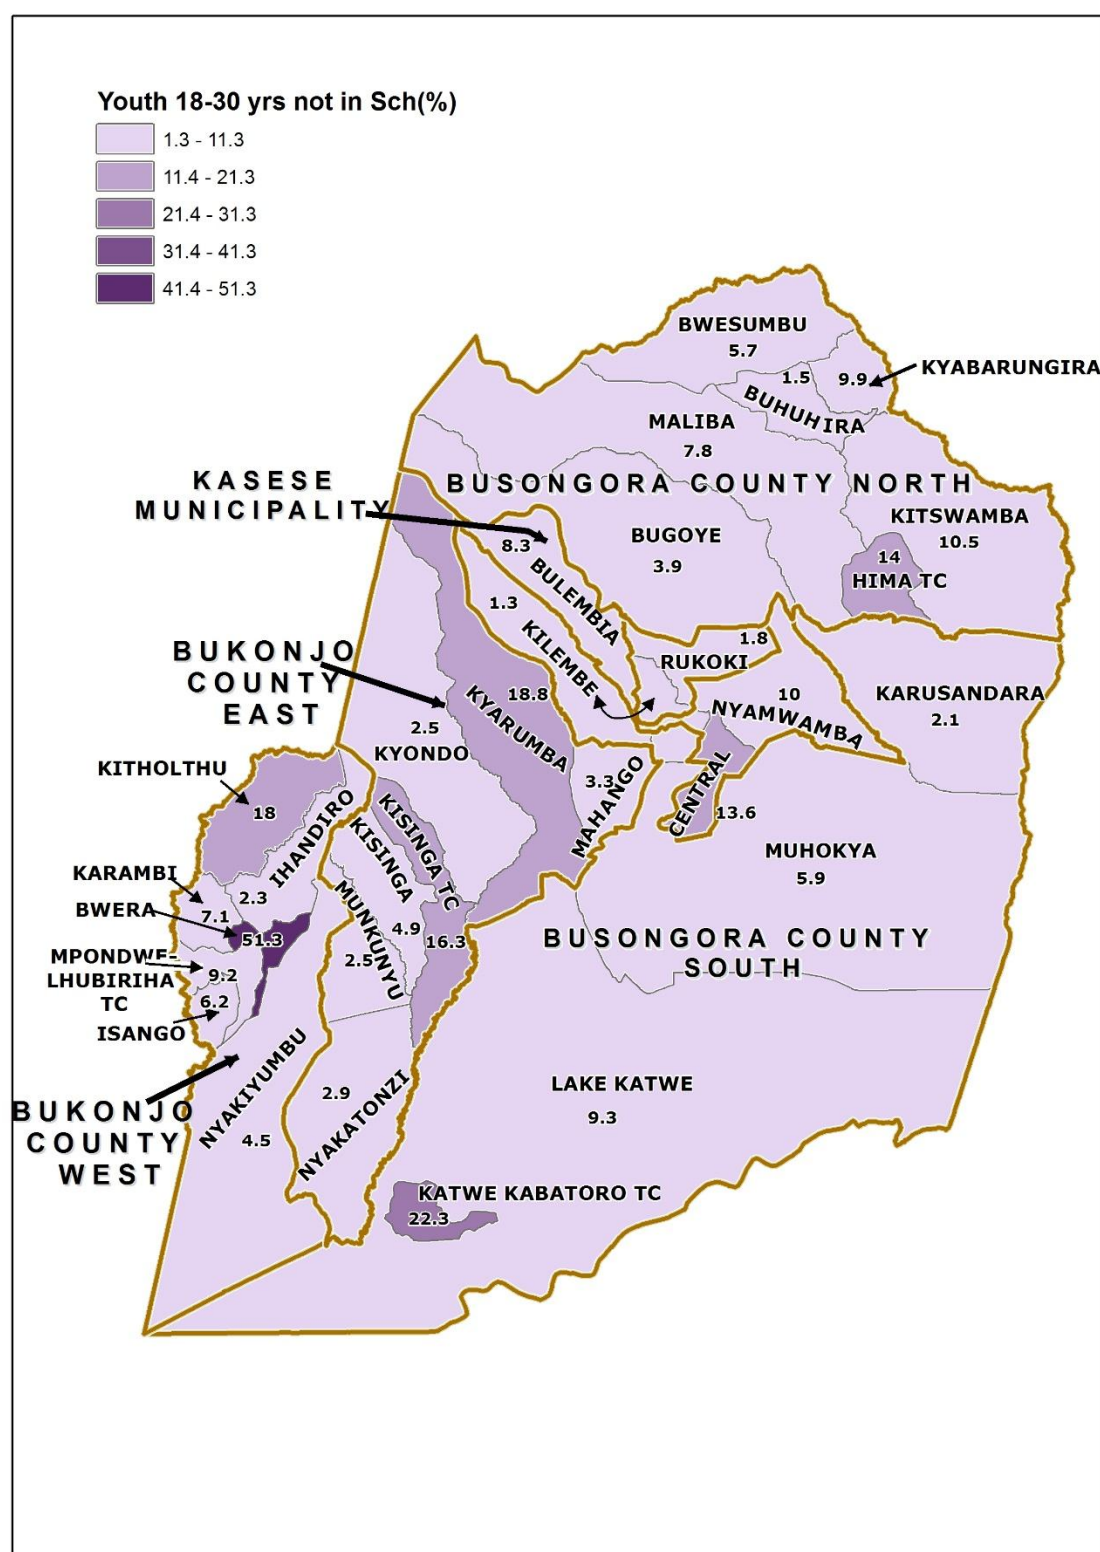 Youth 18-30 yrs not in Sch(%)
1.3 - 11.3
11.4 - 21.3
21.4 - 31.3
31.4 - 41.3
41.4 - 51.3
BWESUMBU
5.7
KYABARUNGIRA
9.9
1.5
BUHUHIRA
MALIBA
7.8
KASESE
MUNICIPALITY
BUSONGORA COUNTY NORTH
KITSWAMBA
10.5
BUGOYE
3.9
8.3
BULEMBIA
14
HIMA TC
1.3
KILEMBE
1.8
RUKOKI
BUKONJO
COUNTY
EAST
18.8
KYARUMBA
10
NYAMWAMBA
KARUSANDARA
2.1
2.5
KYONDO
KITHOLTHU
18
3.3
MAHANGO
CENTRAL
13.6
IHANDIRO
2.3
KISINGA TC
16.3
KISINGA
4.9
MUHOKYA
5.9
KARAMBI
7.1
BWERA
51.3
MUNKUNYU
2.5
BUSONGORA COUNTY
SOUTH
MPONDWE-
LHUBIRIHA
TC
9.2
6.2
ISANGO
NYAKIYUMBU
4.5
2.9
NYAKATONZI
LAKE KATWE
9.3
BUKONJO
COUNTY
WEST
KATWE KABATORO TC
22.3